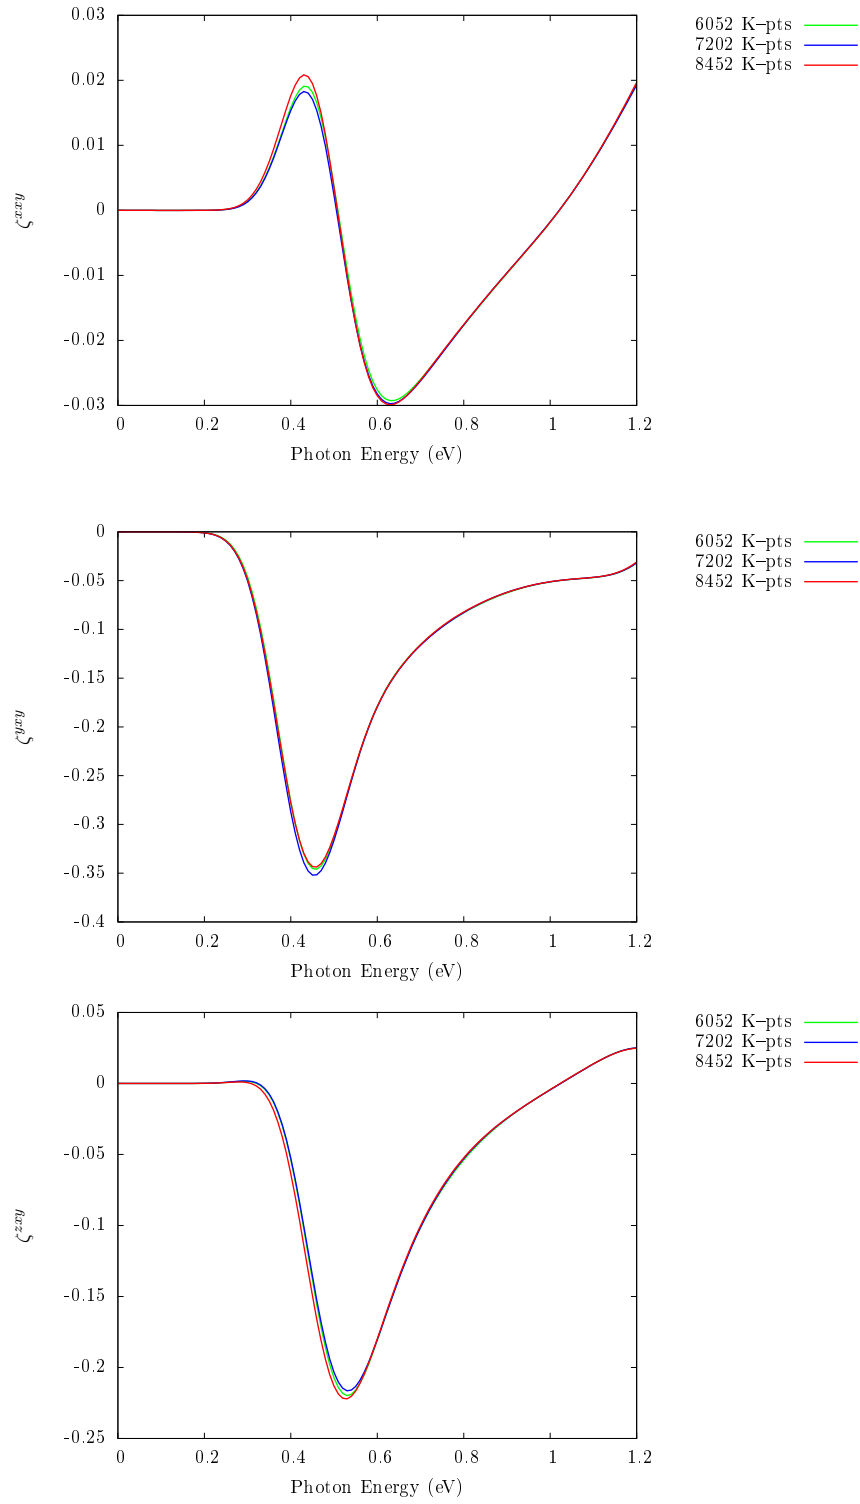 0.03
0.02
0.01
0
-0.01
-0.02
-0.03
ζ^{xxy}
0 0.2 0.4 0.6 0.8 1 1.2
Photon Energy (eV)
6052 K–pts
7202 K–pts
8452 K–pts
0
-0.05
-0.1
-0.15
-0.2
-0.25
-0.3
-0.35
-0.4
ζ^{yxy}
0 0.2 0.4 0.6 0.8 1 1.2
Photon Energy (eV)
6052 K–pts
7202 K–pts
8452 K–pts
0.05
0
-0.05
-0.1
-0.15
-0.2
-0.25
ζ^{zxy}
0 0.2 0.4 0.6 0.8 1 1.2
Photon Energy (eV)
6052 K–pts
7202 K–pts
8452 K–pts